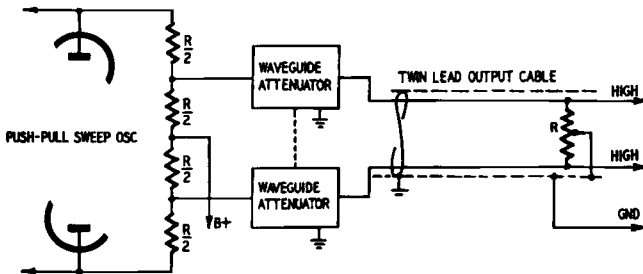 PUSH-PULL SWEEP OSC
R
2
R
2
R
2
R
2
B+
WAVEGUIDE
ATTENUATOR
WAVEGUIDE
ATTENUATOR
TWIN LEAD OUTPUT CABLE
HIGH
R
HIGH
GND